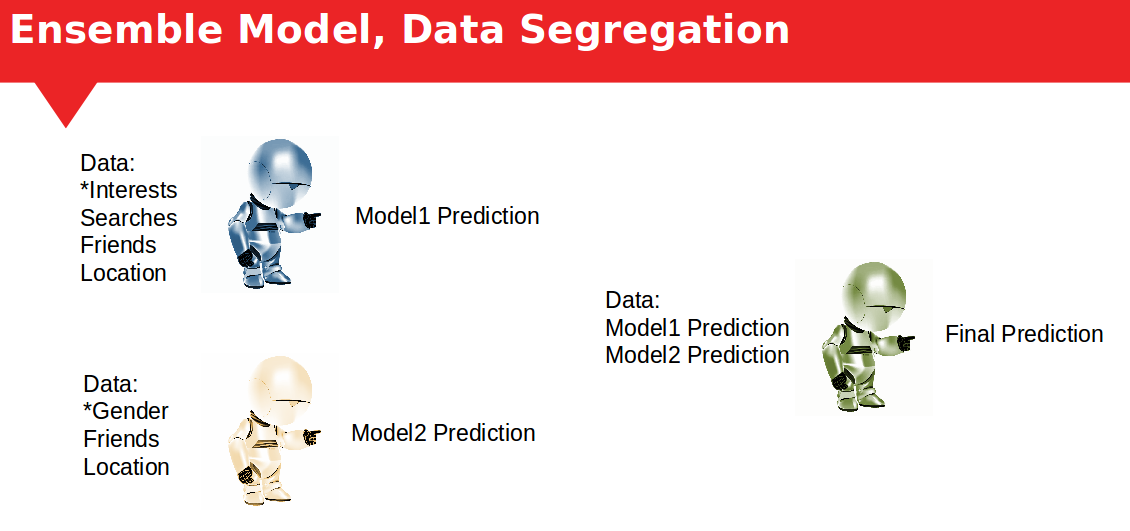 Ensemble Model, Data Segregation
Data:
*Interests
Searches
Friends
Location
Model1 Prediction
Data:
*Gender
Friends
Location
Model2 Prediction
Data:
Model1 Prediction
Model2 Prediction
Final Prediction